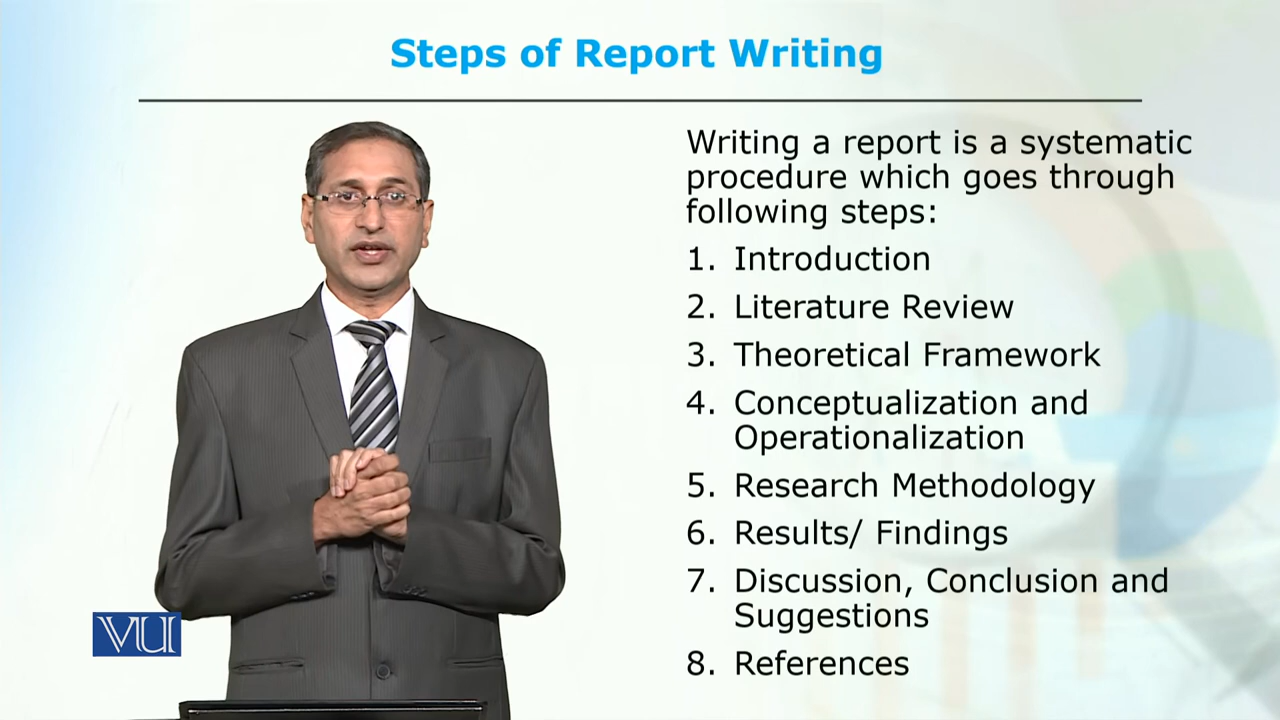 Steps of Report Writing
Writing a report is a systematic
procedure which goes through
following steps:
1. Introduction
2. Literature Review
3. Theoretical Framework
4. Conceptualization and
Operationalization
5. Research Methodology
6. Results/ Findings
7. Discussion, Conclusion and
Suggestions
8. References
VU